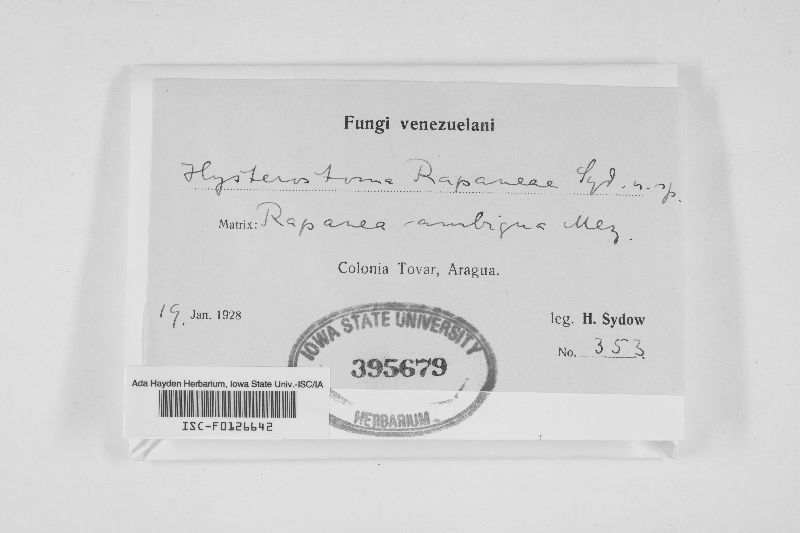 Fungi venezuelani
Hysterostoma Rapaneae Syd. n. sp.
Matrix: Rapanea ambigua Mez.
Colonia Tovar, Aragua.
19. Jan. 1928
leg. H. Sydow
No. 353
IOWA STATE UNIVERSITY
395679
HERBARIUM
Ada Hayden Herbarium, Iowa State Univ.-ISC/IA
ISC-F0126642